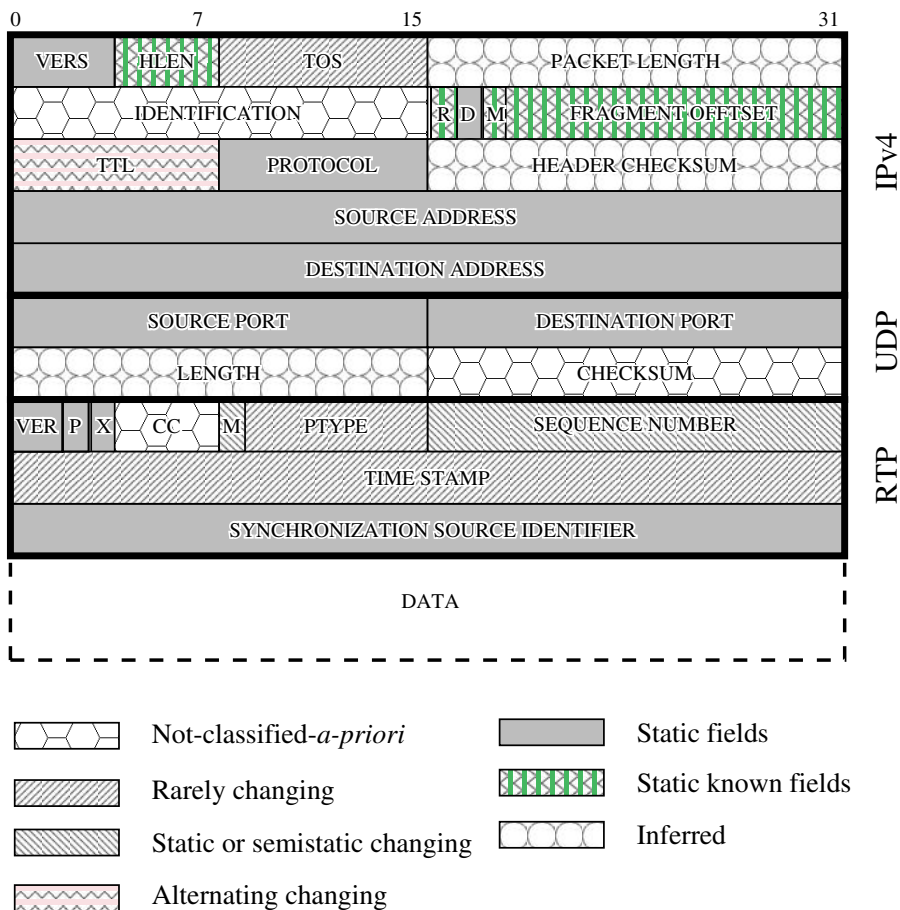 0 7 15 31
VERS HLEN TOS PACKET LENGTH
IDENTIFICATION R D M FRAGMENT OFFTSET
TTL PROTOCOL HEADER CHECKSUM
SOURCE ADDRESS
DESTINATION ADDRESS
IPv4
SOURCE PORT DESTINATION PORT
LENGTH CHECKSUM
UDP
VER P X CC M PTYPE SEQUENCE NUMBER
TIME STAMP
SYNCHRONIZATION SOURCE IDENTIFIER
RTP
DATA
Not-classified-a-priori
Rarely changing
Static or semistatic changing
Alternating changing
Static fields
Static known fields
Inferred